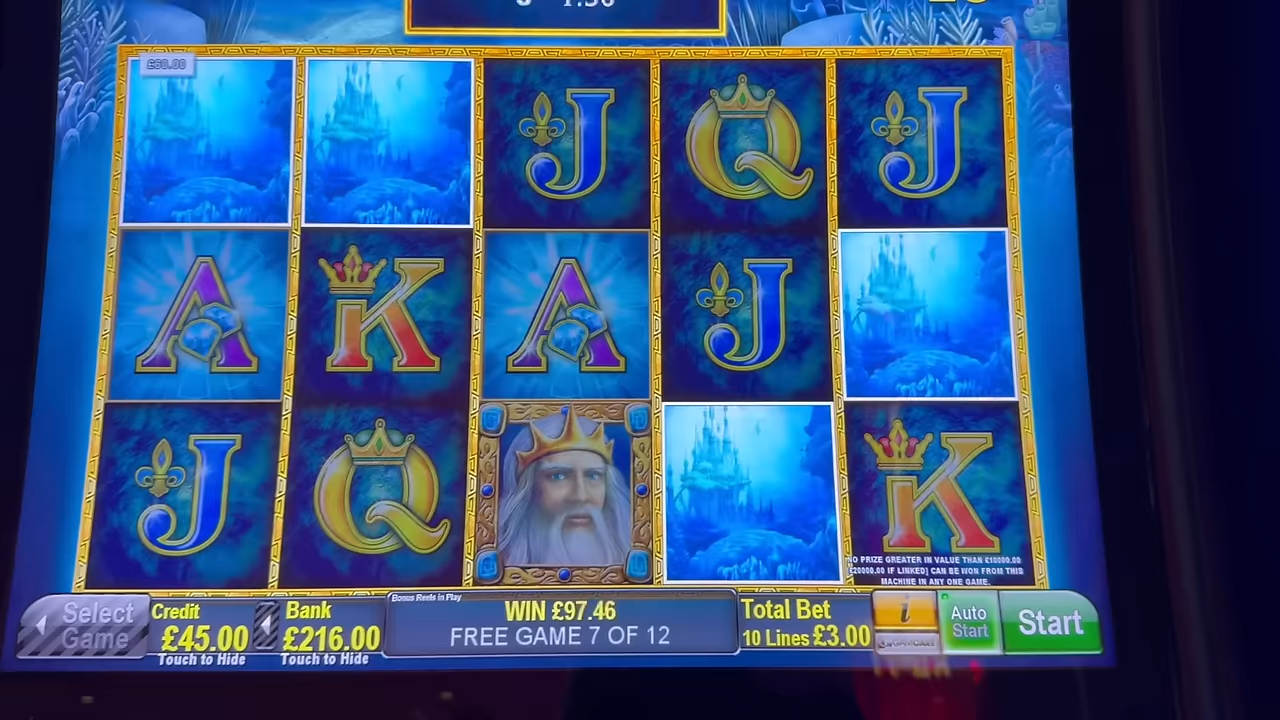 £60.00
J Q J
A K A J
J Q K
NO PRIZE GREATER IN VALUE THAN £10000.00
[£20000.00 IF LINKED] CAN BE WON FROM THIS
MACHINE IN ANY ONE GAME.
Select
Game
Credit
£45.00
Touch to Hide
Bank
£216.00
Touch to Hide
Bonus Reels in Play
WIN £97.46
FREE GAME 7 OF 12
Total Bet
10 Lines £3.00
i
Auto
Start
Start